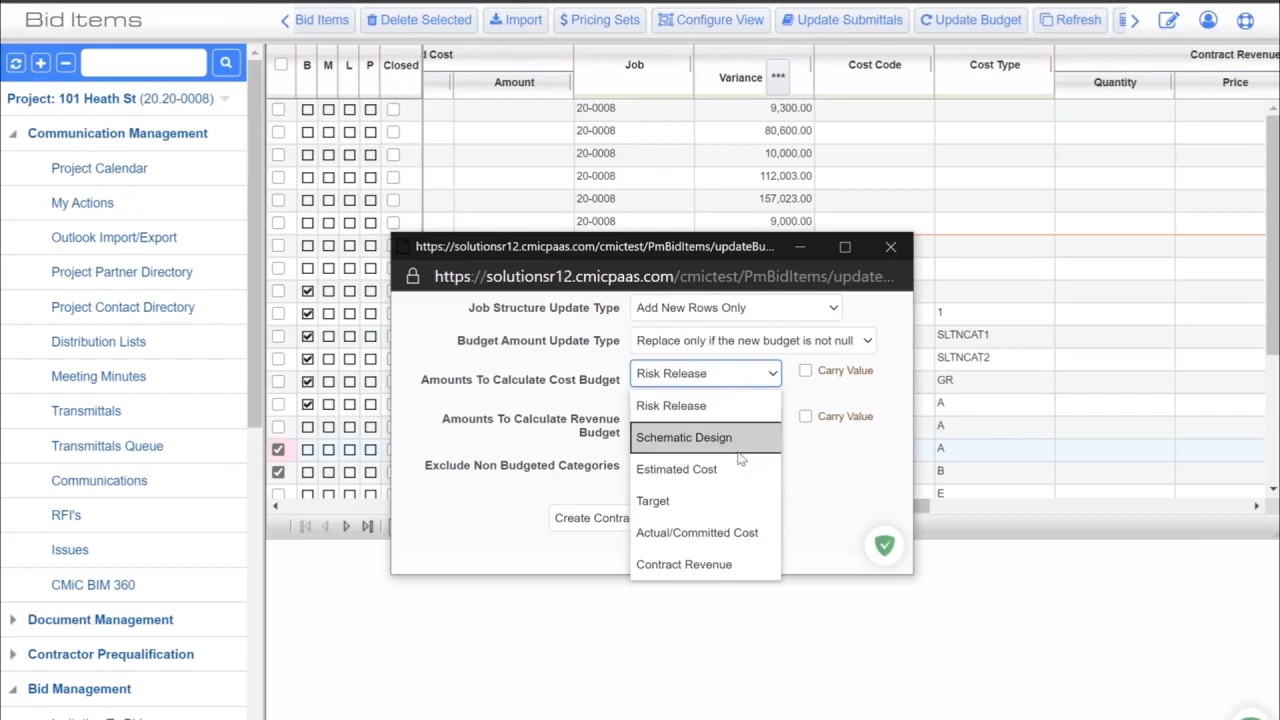 Bid Items
Bid Items
Delete Selected
Import
$ Pricing Sets
Configure View
Update Submittals
Update Budget
Refresh
Project: 101 Heath St (20.20-0008)
Communication Management
Project Calendar
My Actions
Outlook Import/Export
Project Partner Directory
Project Contact Directory
Distribution Lists
Meeting Minutes
Transmittals
Transmittals Queue
Communications
RFI's
Issues
CMiC BIM 360
Document Management
Contractor Prequalification
Bid Management
B M L P Closed
d Cost
Amount
Job
Variance ***
Cost Code
Cost Type
Contract Revenue
Quantity
Price
20-0008 9,300.00
20-0008 80,600.00
20-0008 10,000.00
20-0008 112,003.00
20-0008 157,023.00
20-0008 9,000.00
1
SLTNCAT1
SLTNCAT2
GR
A
A
A
B
E
https://solutionsr12.cmicpaas.com/cmictest/PmBidItems/updateBu...
https://solutionsr12.cmicpaas.com/cmictest/PmBidItems/update...
Job Structure Update Type Add New Rows Only
Budget Amount Update Type Replace only if the new budget is not null
Amounts To Calculate Cost Budget Risk Release Carry Value
Amounts To Calculate Revenue
Budget
Carry Value
Exclude Non Budgeted Categories
Create Contra
Risk Release
Schematic Design
Estimated Cost
Target
Actual/Committed Cost
Contract Revenue